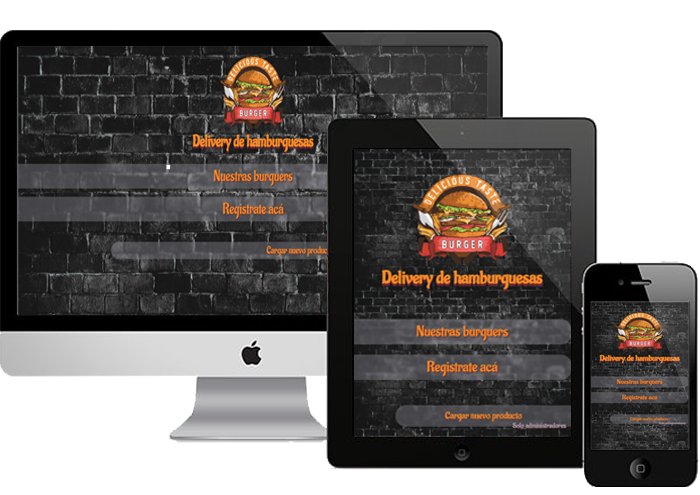 DELICIOUS TASTE
BURGER
Delivery de hamburguesas
Nuestras burguers
Registrate acá
Cargar nuevo producto
DELICIOUS TASTE
BURGER
Delivery de hamburguesas
Nuestras burguers
Registrate acá
Cargar nuevo producto
Solo administradores
DELICIOUS TASTE
BURGER
Delivery de hamburguesas
Nuestras burguers
Registrate acá
Cargar nuevo producto